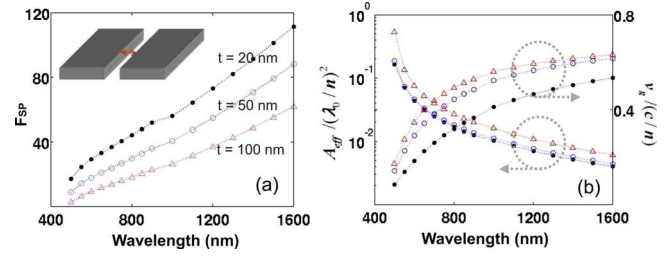 120
80
40
F_SP
t = 20 nm
t = 50 nm
t = 100 nm
(a)
400 800 1200 1600
Wavelength (nm)
10^0
10^-1
10^-2
A_eff /(λ_0 / n)^2
0.8
0.4
0
v_g /(c / n)
(b)
400 800 1200 1600
Wavelength (nm)